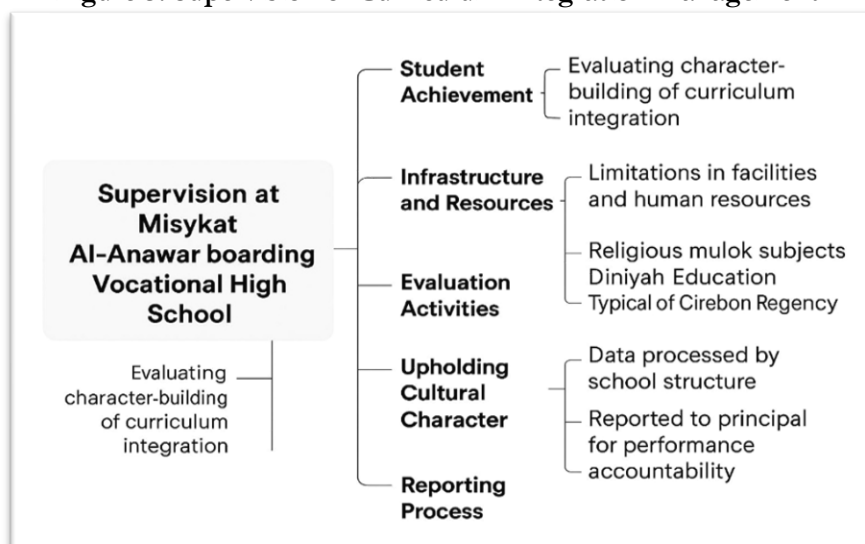 Supervision at
Misykat
Al-Anawar boarding
Vocational High
School
Evaluating
character-building
of curriculum
integration
Student
Achievement
Evaluating character-
building of curriculum
integration
Infrastructure
and Resources
Limitations in facilities
and human resources
Religious mulok subjects
Diniyah Education
Typical of Cirebon Regency
Evaluation
Activities
Upholding
Cultural
Character
Data processed by
school structure
Reported to principal
for performance
accountability
Reporting
Process